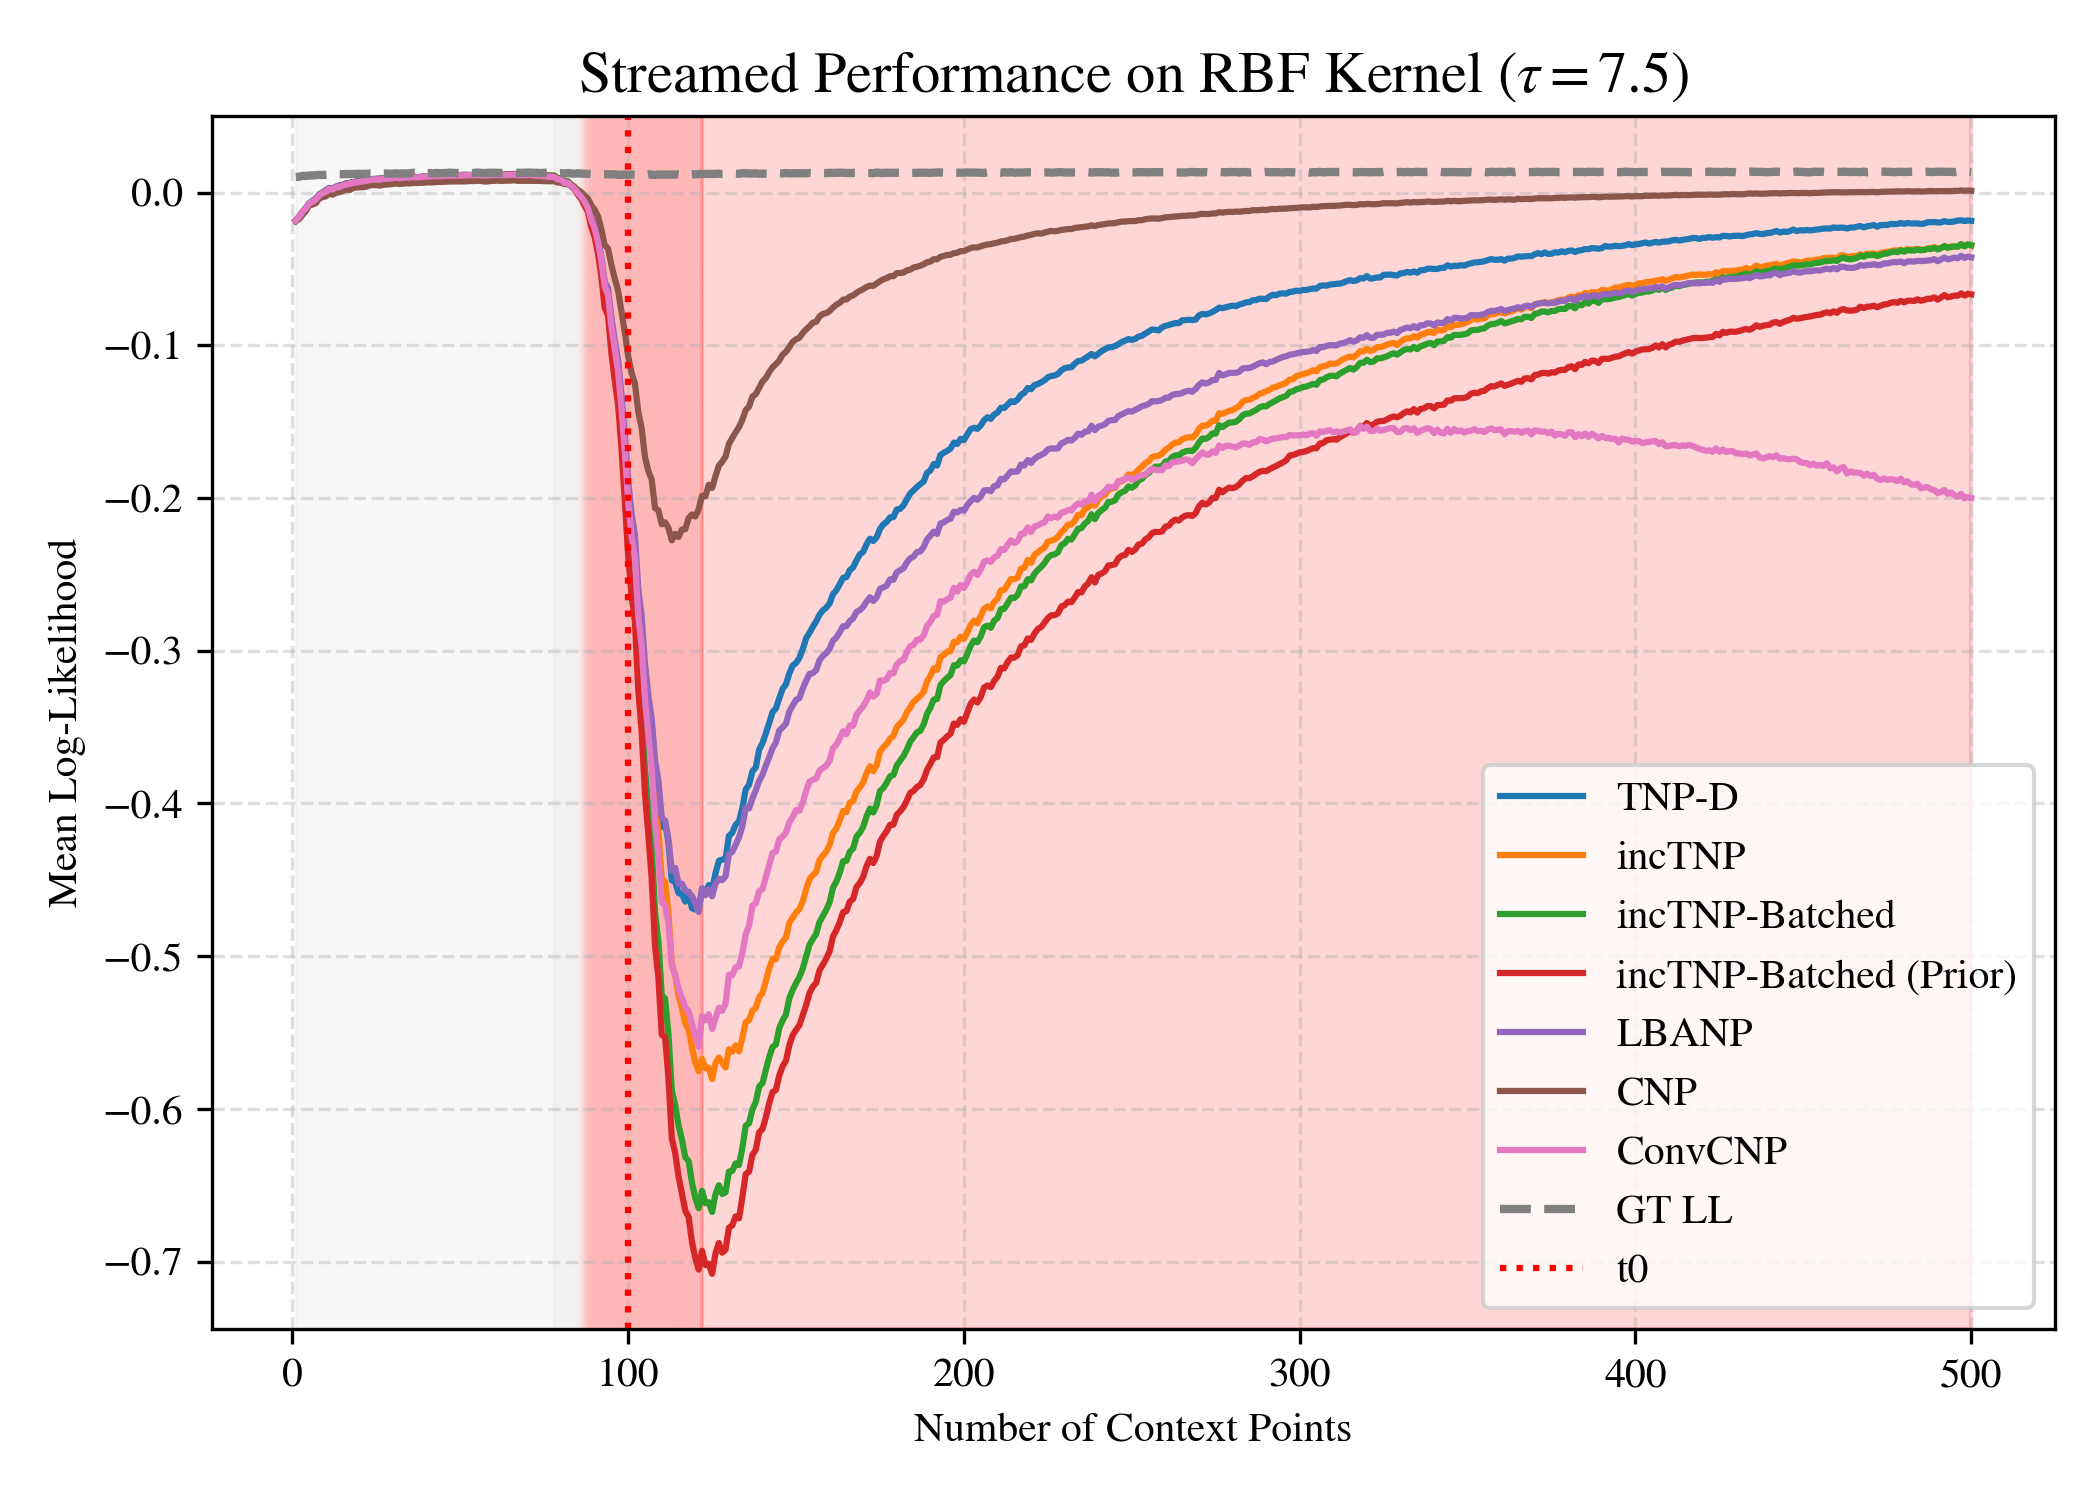 Streamed Performance on RBF Kernel (τ = 7.5)
Mean Log-Likelihood
0.0
−0.1
−0.2
−0.3
−0.4
−0.5
−0.6
−0.7
TNP-D
incTNP
incTNP-Batched
incTNP-Batched (Prior)
LBANP
CNP
ConvCNP
GT LL
t0
0 100 200 300 400 500
Number of Context Points